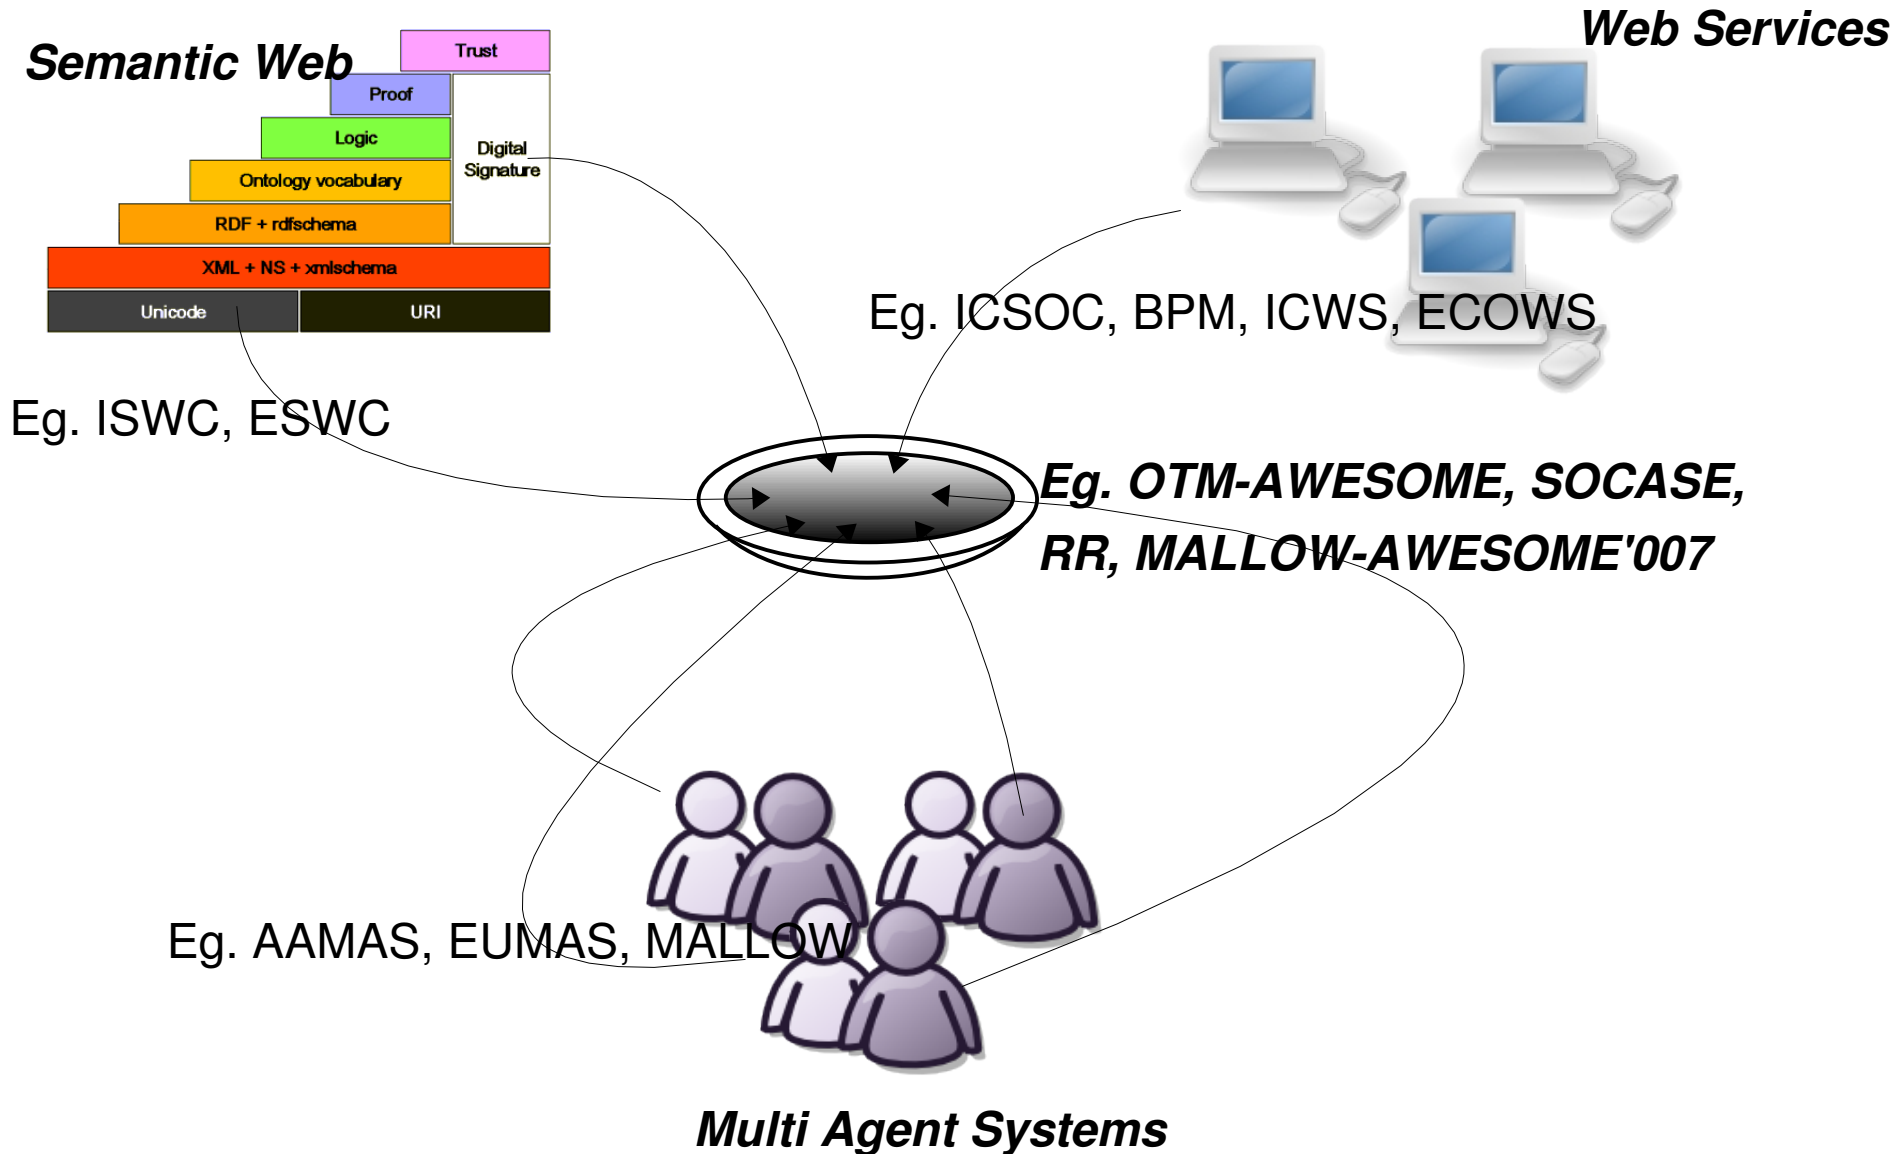 Semantic Web
Web Services
Trust
Proof
Logic
Digital
Signature
Ontology vocabulary
RDF + rdfschema
XML + NS + xmlschema
Unicode
URI
Eg. ICSOC, BPM, ICWS, ECOWS
Eg. ISWC, ESWC
Eg. OTM-AWESOME, SOCASE,
RR, MALLOW-AWESOME'007
Eg. AAMAS, EUMAS, MALLOW
Multi Agent Systems